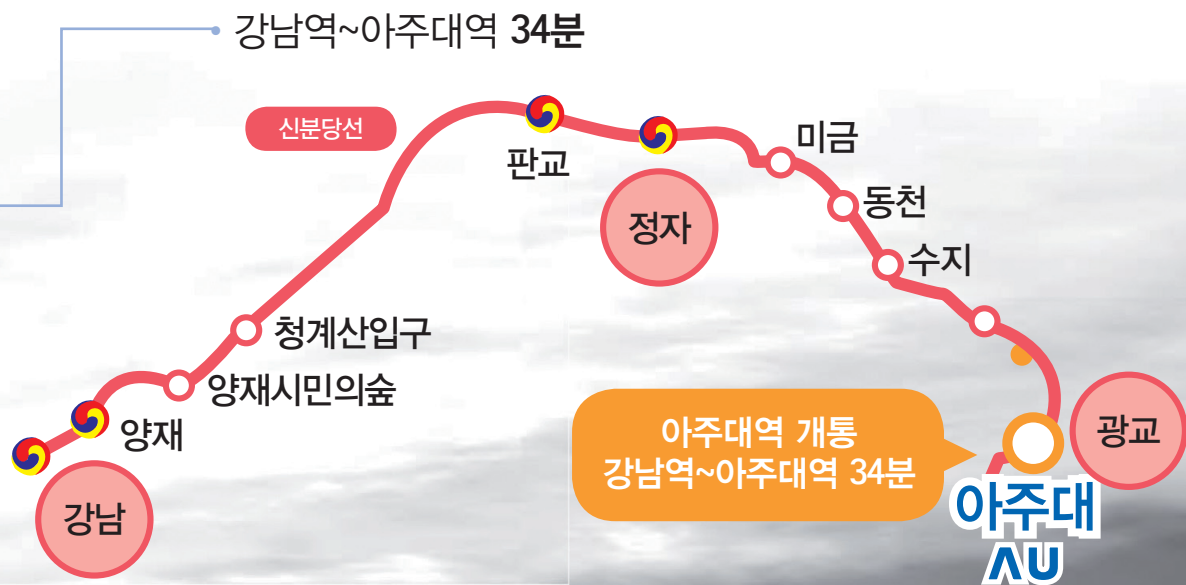 강남역~아주대역 34분
신분당선
판교
정자
미금
동천
수지
청계산입구
양재시민의숲
양재
강남
아주대역 개통
강남역~아주대역 34분
광교
아주대
AU